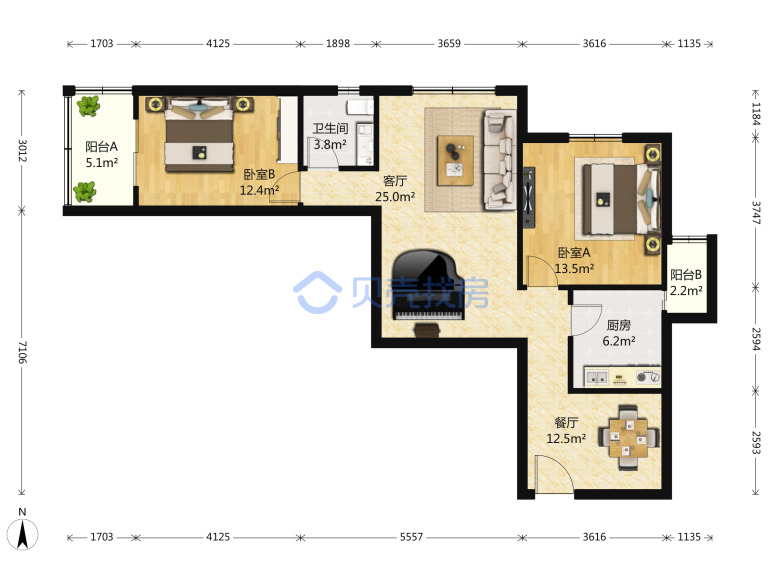 1703 4125 1898 3659 3616 1135
3012
7106
1184
3747
2594
2593
阳台A
5.1m²
卧室B
12.4m²
卫生间
3.8m²
客厅
25.0m²
卧室A
13.5m²
阳台B
2.2m²
贝壳找房
厨房
6.2m²
餐厅
12.5m²
N
1703 4125 5557 3616 1135